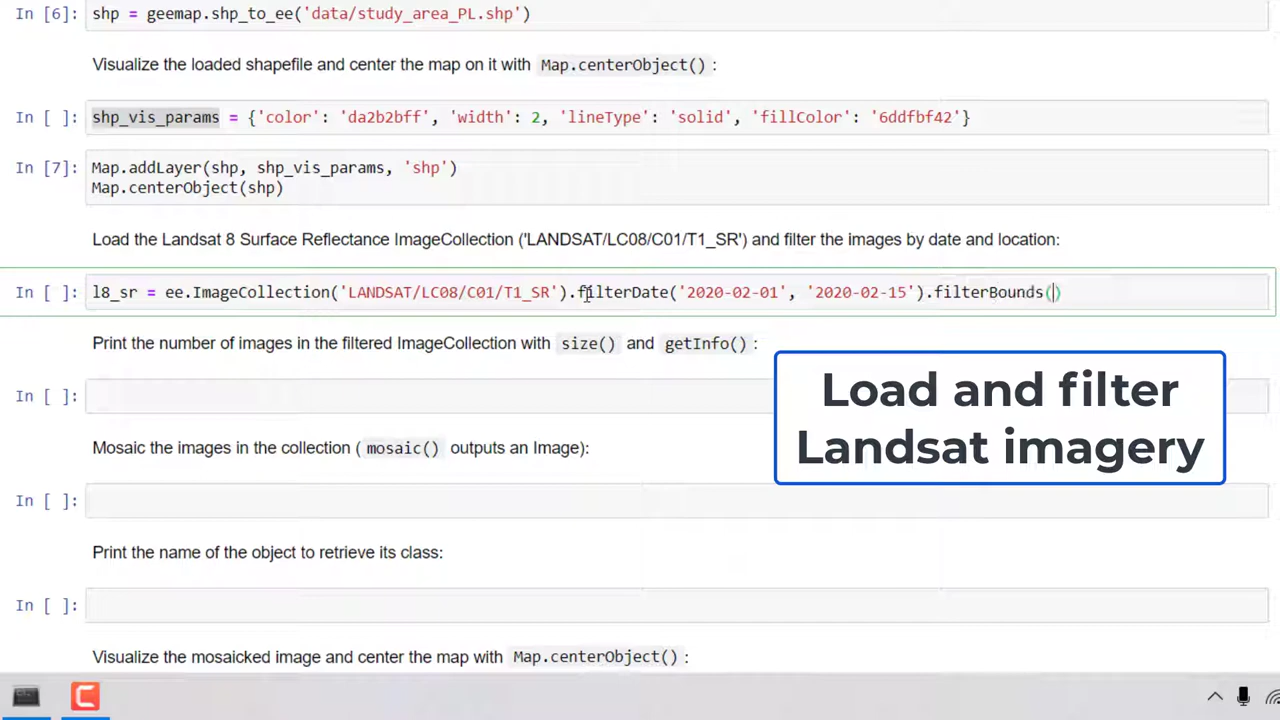 In [6]: shp = geemap.shp_to_ee('data/study_area_PL.shp')
Visualize the loaded shapefile and center the map on it with Map.centerObject() :
In [ ]: shp_vis_params = {'color': 'da2b2bff', 'width': 2, 'lineType': 'solid', 'fillColor': '6ddfbf42'}
In [7]: Map.addLayer(shp, shp_vis_params, 'shp')
Map.centerObject(shp)
Load the Landsat 8 Surface Reflectance ImageCollection ('LANDSAT/LC08/C01/T1_SR') and filter the images by date and location:
In [ ]: l8_sr = ee.ImageCollection('LANDSAT/LC08/C01/T1_SR').filterDate('2020-02-01', '2020-02-15').filterBounds()
Print the number of images in the filtered ImageCollection with size() and getInfo() :
Load and filter
Landsat imagery
In [ ]:
Mosaic the images in the collection ( mosaic() outputs an Image):
In [ ]:
Print the name of the object to retrieve its class:
In [ ]:
Visualize the mosaicked image and center the map with Map.centerObject() :